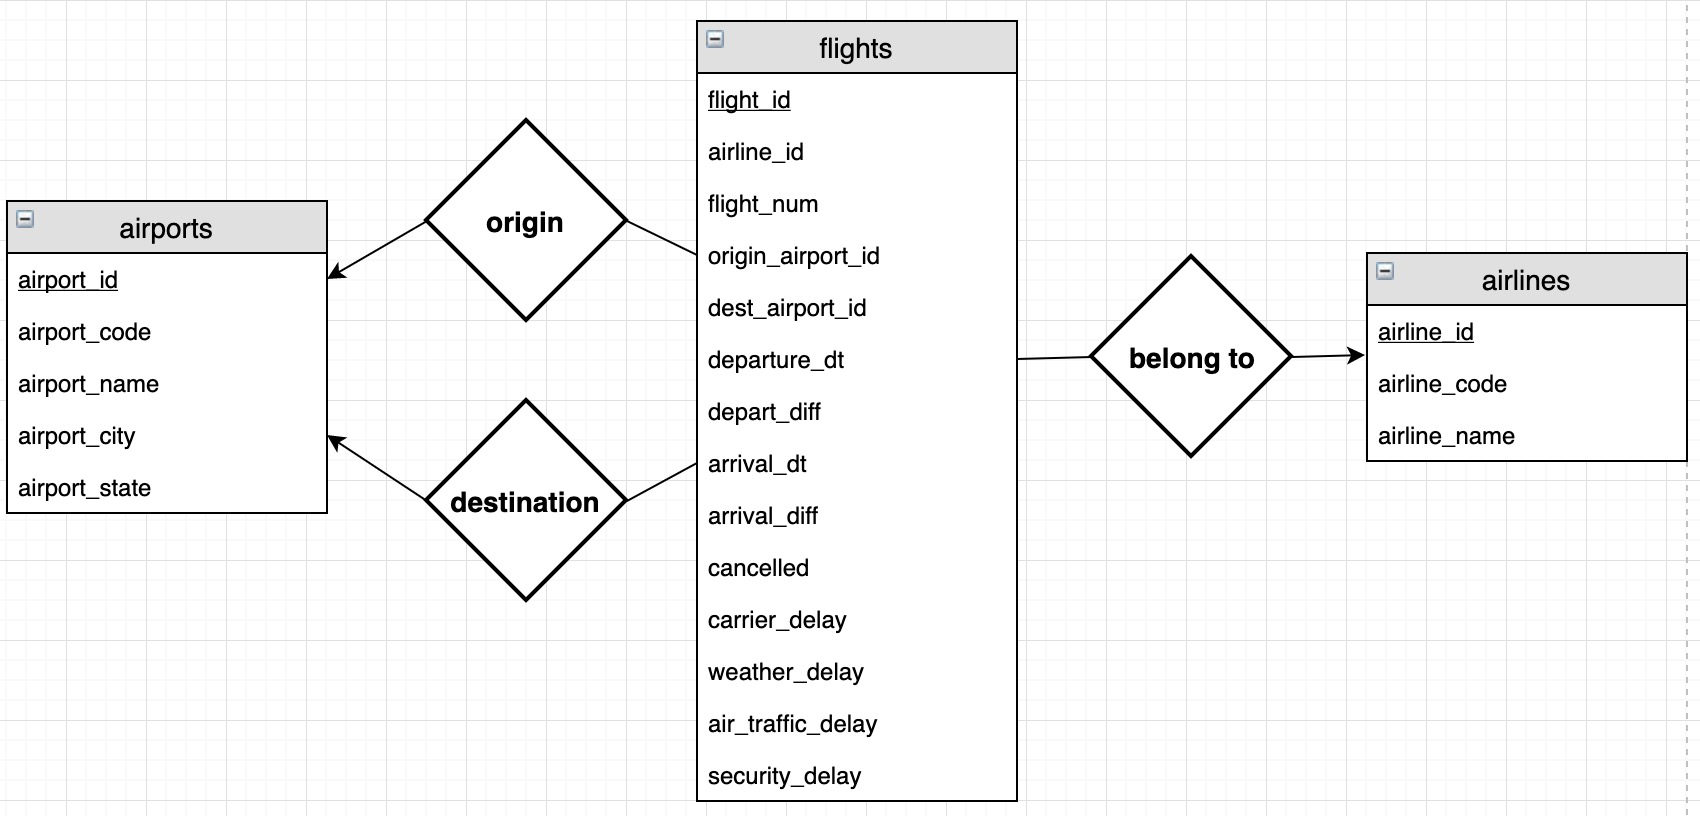 airports
airport_id
airport_code
airport_name
airport_city
airport_state
origin
destination
flights
flight_id
airline_id
flight_num
origin_airport_id
dest_airport_id
departure_dt
depart_diff
arrival_dt
arrival_diff
cancelled
carrier_delay
weather_delay
air_traffic_delay
security_delay
belong to
airlines
airline_id
airline_code
airline_name